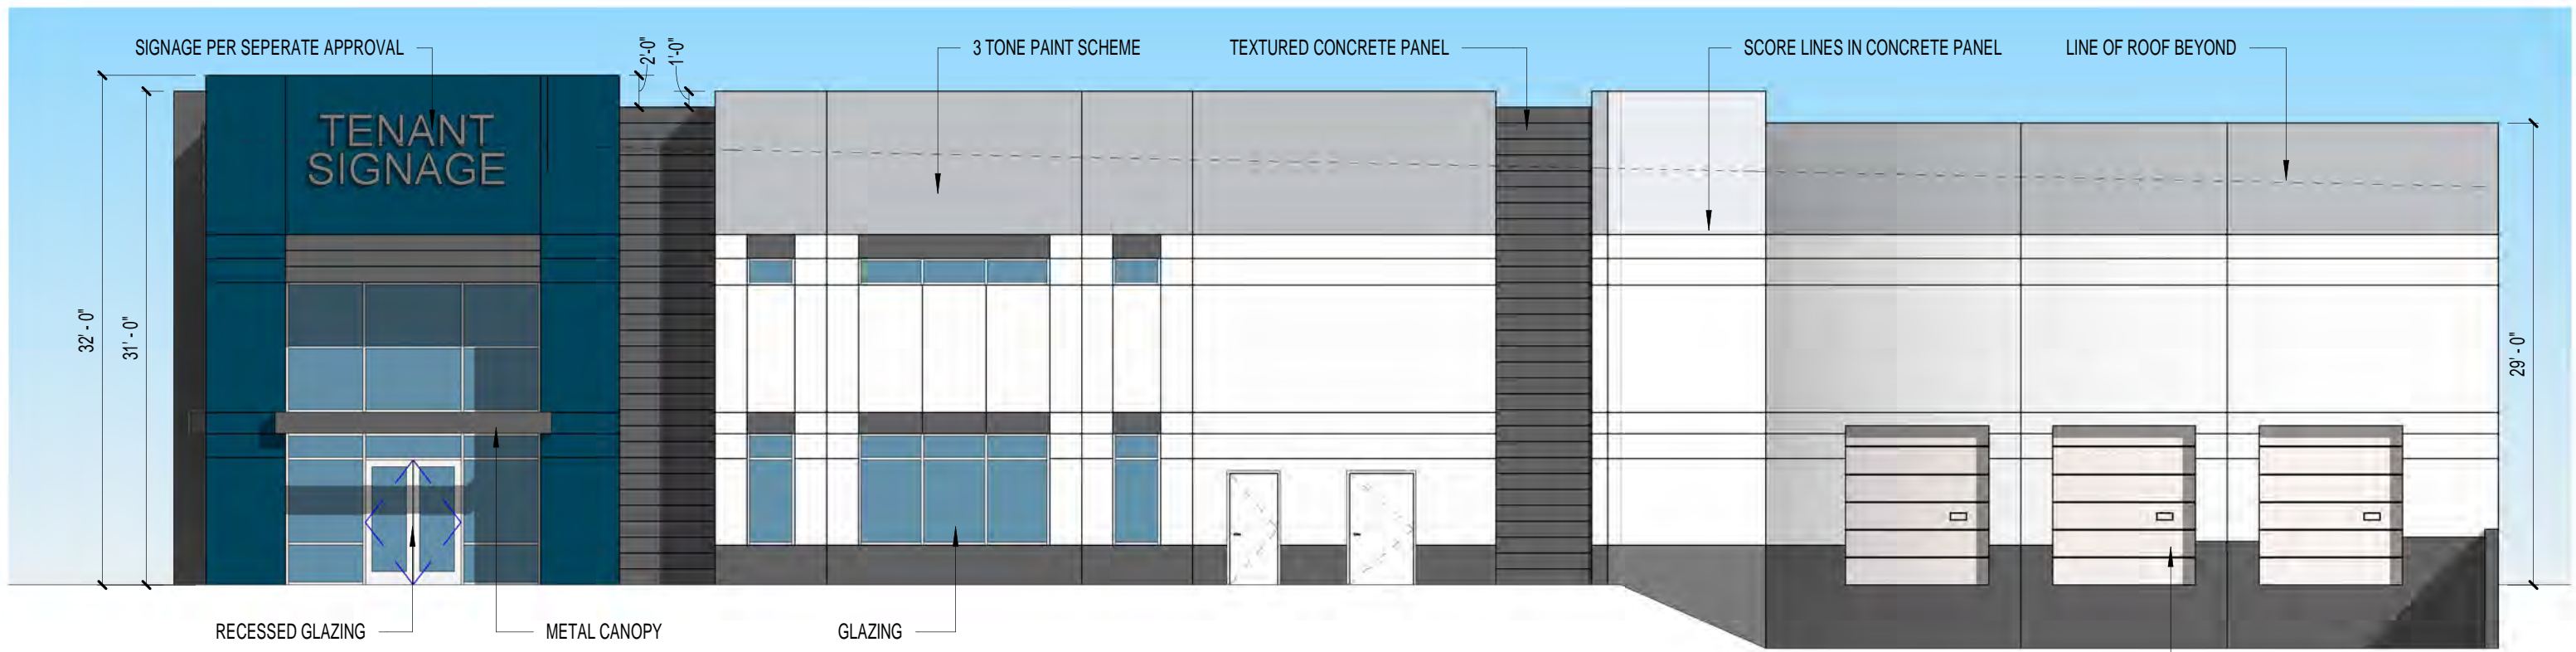 SIGNAGE PER SEPERATE APPROVAL
2'-0"
1'-0"
3 TONE PAINT SCHEME
TEXTURED CONCRETE PANEL
SCORE LINES IN CONCRETE PANEL
LINE OF ROOF BEYOND
TENANT
SIGNAGE
32' - 0"
31' - 0"
29' - 0"
RECESSED GLAZING
METAL CANOPY
GLAZING